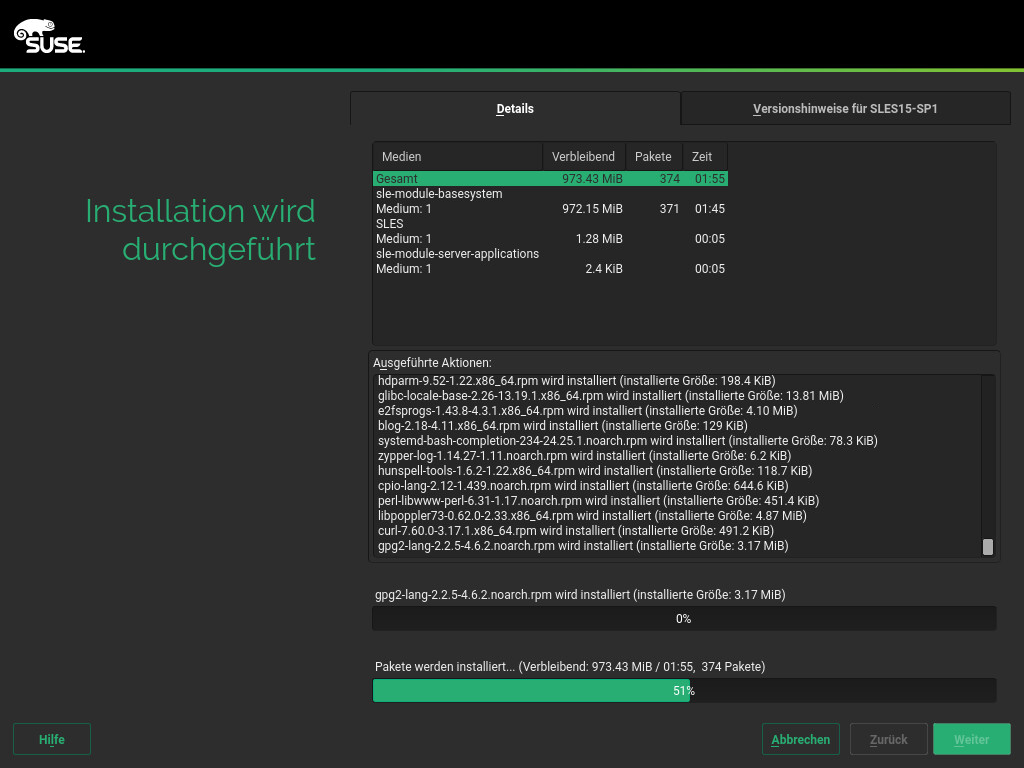 SUSE.
Details
Versionshinweise für SLES15-SP1
Installation wird
durchgeführt
Medien Verbleibend Pakete Zeit
Gesamt 973.43 MiB 374 01:55
sle-module-basesystem
Medium: 1 972.15 MiB 371 01:45
SLES
Medium: 1 1.28 MiB 00:05
sle-module-server-applications
Medium: 1 2.4 KiB 00:05
Ausgeführte Aktionen:
hdparm-9.52-1.22.x86_64.rpm wird installiert (installierte Größe: 198.4 KiB)
glibc-locale-base-2.26-13.19.1.x86_64.rpm wird installiert (installierte Größe: 13.81 MiB)
e2fsprogs-1.43.8-4.3.1.x86_64.rpm wird installiert (installierte Größe: 4.10 MiB)
blog-2.18-4.11.x86_64.rpm wird installiert (installierte Größe: 129 KiB)
systemd-bash-completion-234-24.25.1.noarch.rpm wird installiert (installierte Größe: 78.3 KiB)
zypper-log-1.14.27-1.11.noarch.rpm wird installiert (installierte Größe: 6.2 KiB)
hunspell-tools-1.6.2-1.22.x86_64.rpm wird installiert (installierte Größe: 118.7 KiB)
cpio-lang-2.12-1.439.noarch.rpm wird installiert (installierte Größe: 644.6 KiB)
perl-libwww-perl-6.31-1.17.noarch.rpm wird installiert (installierte Größe: 451.4 KiB)
libpoppler73-0.62.0-2.33.x86_64.rpm wird installiert (installierte Größe: 4.87 MiB)
curl-7.60.0-3.17.1.x86_64.rpm wird installiert (installierte Größe: 491.2 KiB)
gpg2-lang-2.2.5-4.6.2.noarch.rpm wird installiert (installierte Größe: 3.17 MiB)
gpg2-lang-2.2.5-4.6.2.noarch.rpm wird installiert (installierte Größe: 3.17 MiB)
0%
Pakete werden installiert... (Verbleibend: 973.43 MiB / 01:55, 374 Pakete)
51%
Hilfe
Abbrechen
Zurück
Weiter